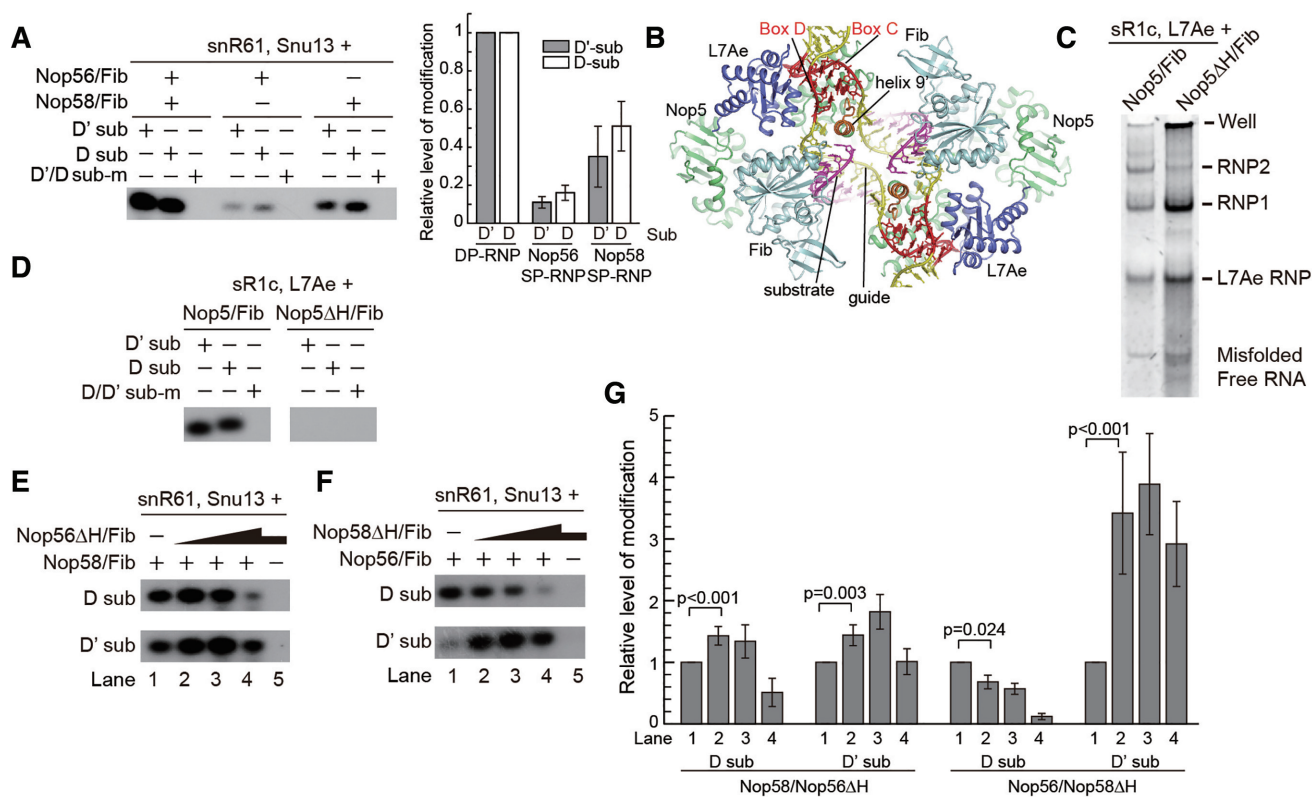 A
snR61, Snu13 +
Nop56/Fib + + −
Nop58/Fib + − +
D' sub + − − + − − + − −
D sub − + − − + − − + −
D'/D sub-m − − + − − + − − +
Relative level of modification
1
0.8
0.6
0.4
0.2
0
D'-sub
D-sub
D' D D' D D' D Sub
DP-RNP Nop56 Nop58
SP-RNP SP-RNP
B
Box D Box C
L7Ae Fib
helix 9'
Nop5 Nop5
Fib L7Ae
substrate guide
C
sR1c, L7Ae +
Nop5/Fib
Nop5ΔH/Fib
Well
RNP2
RNP1
L7Ae RNP
Misfolded
Free RNA
D
sR1c, L7Ae +
Nop5/Fib Nop5ΔH/Fib
D' sub + − − + − −
D sub − + − − + −
D/D' sub-m − − + − − +
E
snR61, Snu13 +
Nop56ΔH/Fib −
Nop58/Fib + + + + −
D sub
D' sub
Lane 1 2 3 4 5
F
snR61, Snu13 +
Nop58ΔH/Fib −
Nop56/Fib + + + + −
D sub
D' sub
Lane 1 2 3 4 5
G
Relative level of modification
5
4
3
2
1
0
p<0.001
p=0.003
p=0.024
p<0.001
Lane 1 2 3 4 1 2 3 4 1 2 3 4 1 2 3 4
D sub D' sub D sub D' sub
Nop58/Nop56ΔH Nop56/Nop58ΔH